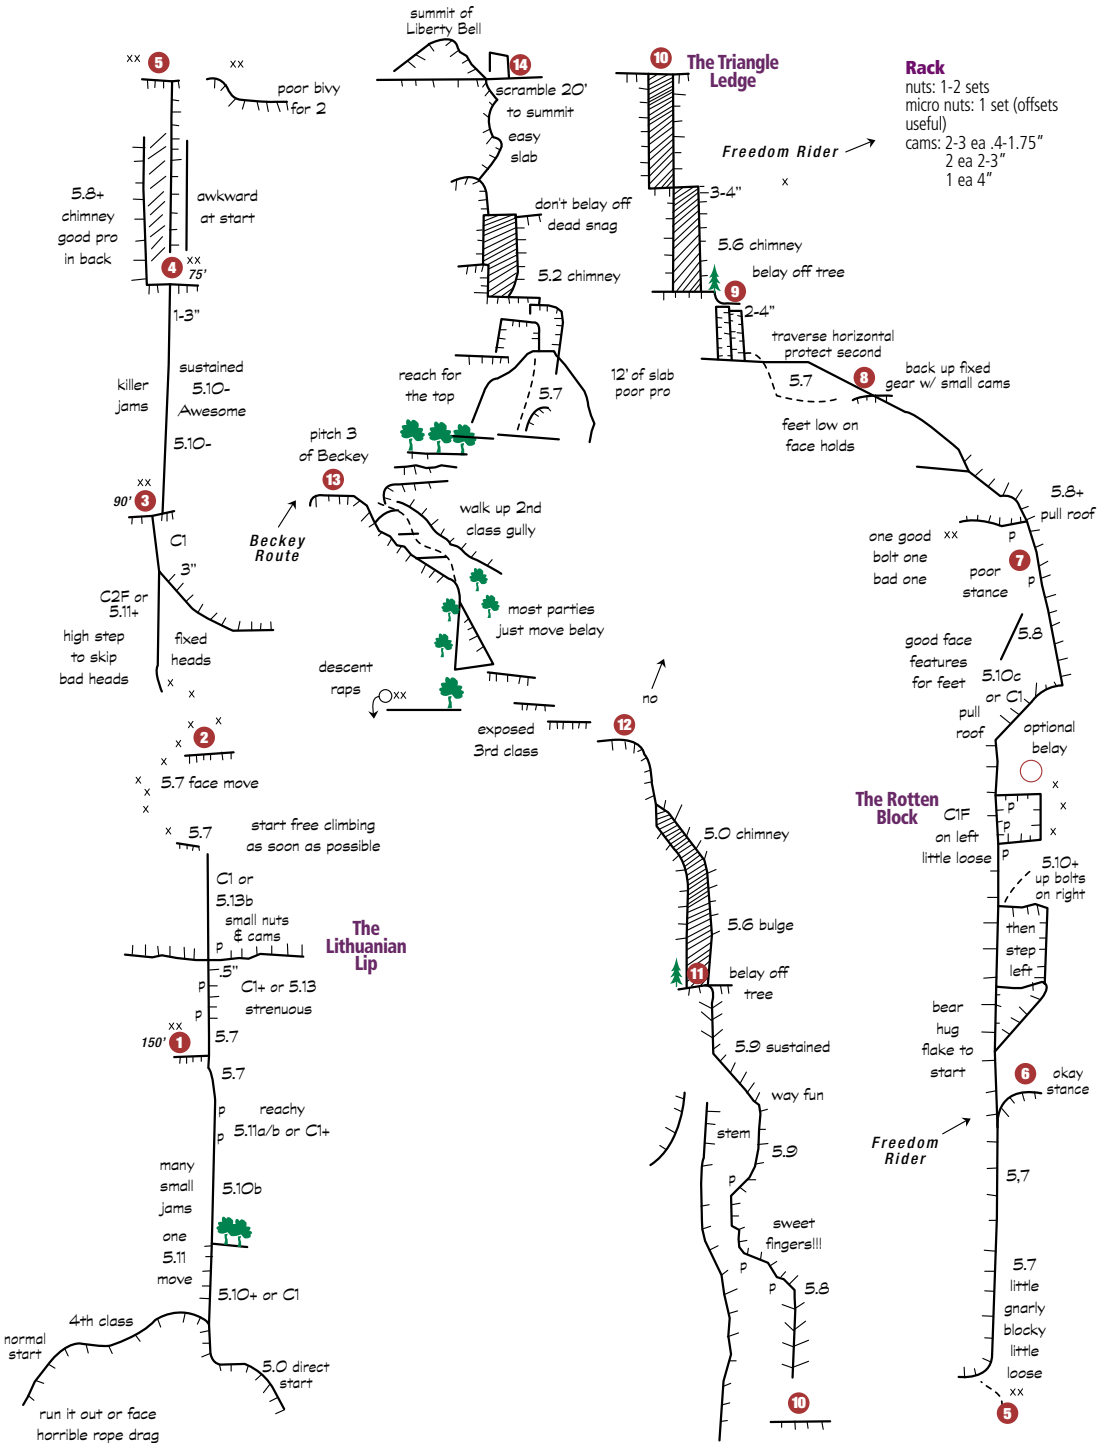 summit of
Liberty Bell
14
scramble 20'
to summit
easy
slab
don't belay off
dead snag
5.2 chimney
reach for
the top
5.7
12' of slab
poor pro
pitch 3
of Beckey
13
Beckey
Route
walk up 2nd
class gully
most parties
just move belay
descent
raps
xx
exposed
3rd class
12
no
5.0 chimney
5.6 bulge
11
belay off
tree
5.9 sustained
way fun
stem
5.9
p
sweet
fingers!!!
p
p
5.8
10
xx
5
xx
poor bivy
for 2
5.8+
chimney
good pro
in back
awkward
at start
4
xx
75'
1-3"
sustained
5.10-
Awesome
5.10-
killer
jams
xx
90'
3
C1
3"
C2F or
5.11+
high step
to skip
bad heads
fixed
heads
x
x
x
x
x
2
x
5.7 face move
x
x
x
5.7
start free climbing
as soon as possible
C1 or
5.13b
small nuts
& cams
p
The
Lithuanian
Lip
.5"
p
C1+ or 5.13
strenuous
p
xx
150'
1
5.7
5.7
p
reachy
p
5.11a/b or C1+
many
small
jams
5.10b
one
5.11
move
5.10+ or C1
4th class
normal
start
5.0 direct
start
run it out or face
horrible rope drag
10
The Triangle
Ledge
Freedom Rider
x
3-4"
5.6 chimney
belay off tree
9
2-4"
traverse horizontal
protect second
5.7
8
back up fixed
gear w/ small cams
feet low on
face holds
5.8+
pull roof
p
xx
one good
bolt one
bad one
7
poor
stance
p
5.8
good face
features
for feet
5.10c
or C1
pull
roof
optional
belay
x
x
x
The Rotten
Block
p
p
p
C1F
on left
little loose
5.10+
up bolts
on right
then
step
left
bear
hug
flake to
start
6
okay
stance
Freedom
Rider
5,7
5.7
little
gnarly
blocky
little
loose
xx
5
Rack
nuts: 1-2 sets
micro nuts: 1 set (offsets
useful)
cams: 2-3 ea .4-1.75"
2 ea 2-3"
1 ea 4"